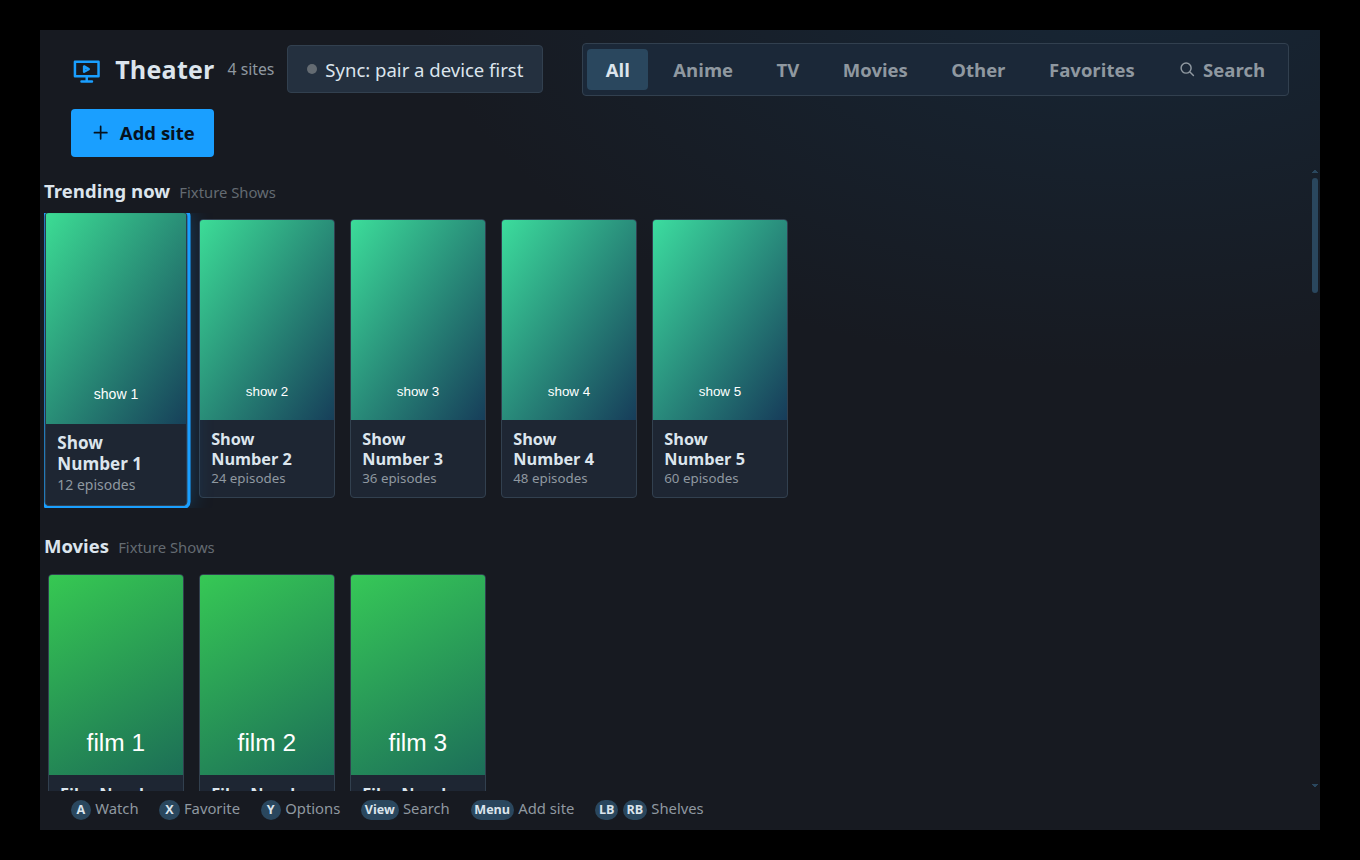 Theater 4 sites Sync: pair a device first All Anime TV Movies Other Favorites Search
+ Add site
Trending now Fixture Shows
show 1 show 2 show 3 show 4 show 5
Show Number 1
12 episodes
Show Number 2
24 episodes
Show Number 3
36 episodes
Show Number 4
48 episodes
Show Number 5
60 episodes
Movies Fixture Shows
film 1 film 2 film 3
A Watch X Favorite Y Options View Search Menu Add site LB RB Shelves